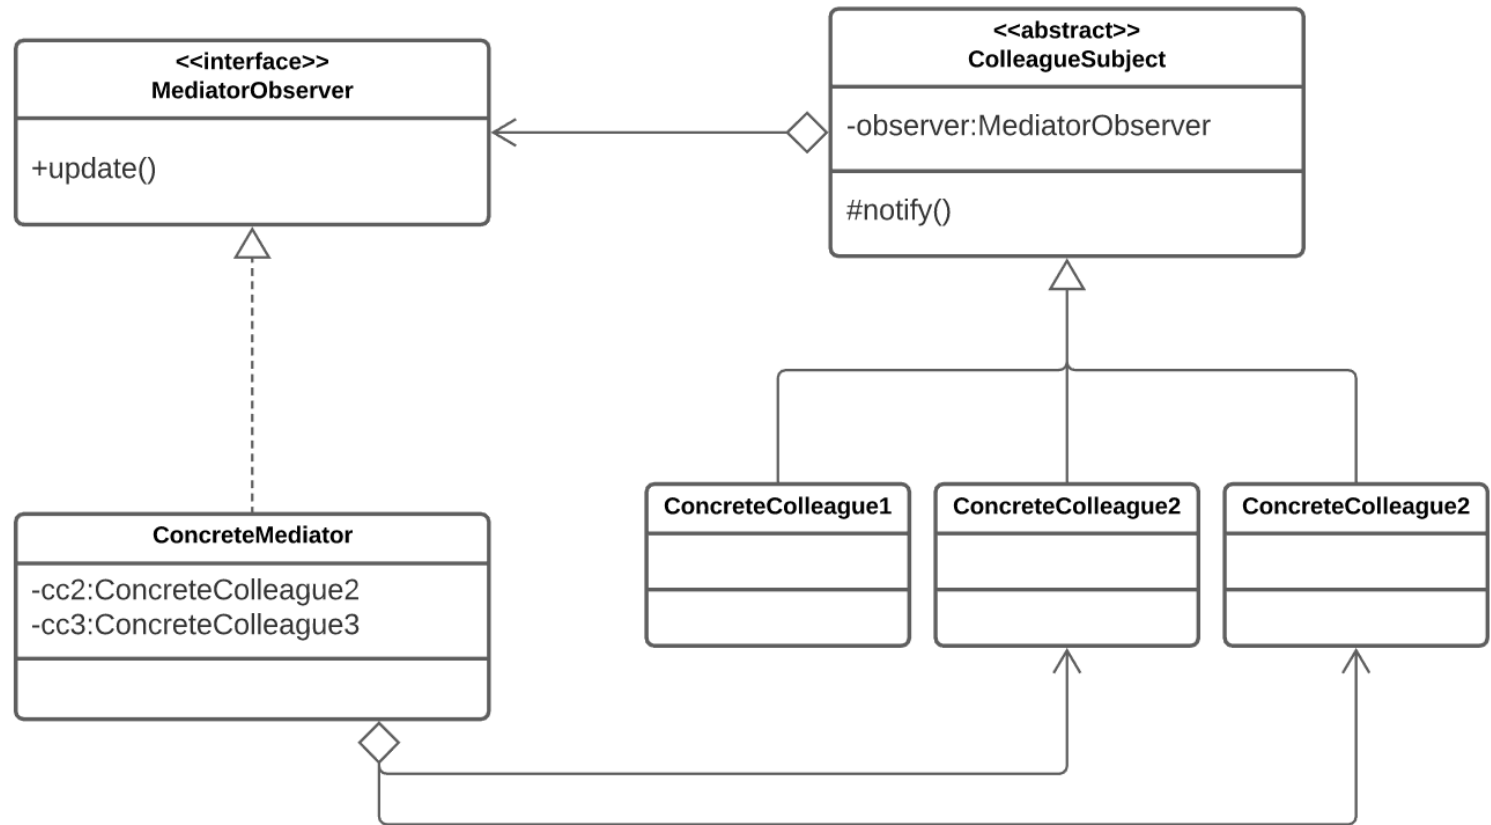 <<interface>>
MediatorObserver
+update()
<<abstract>>
ColleagueSubject
-observer:MediatorObserver
#notify()
ConcreteMediator
-cc2:ConcreteColleague2
-cc3:ConcreteColleague3
ConcreteColleague1
ConcreteColleague2
ConcreteColleague2